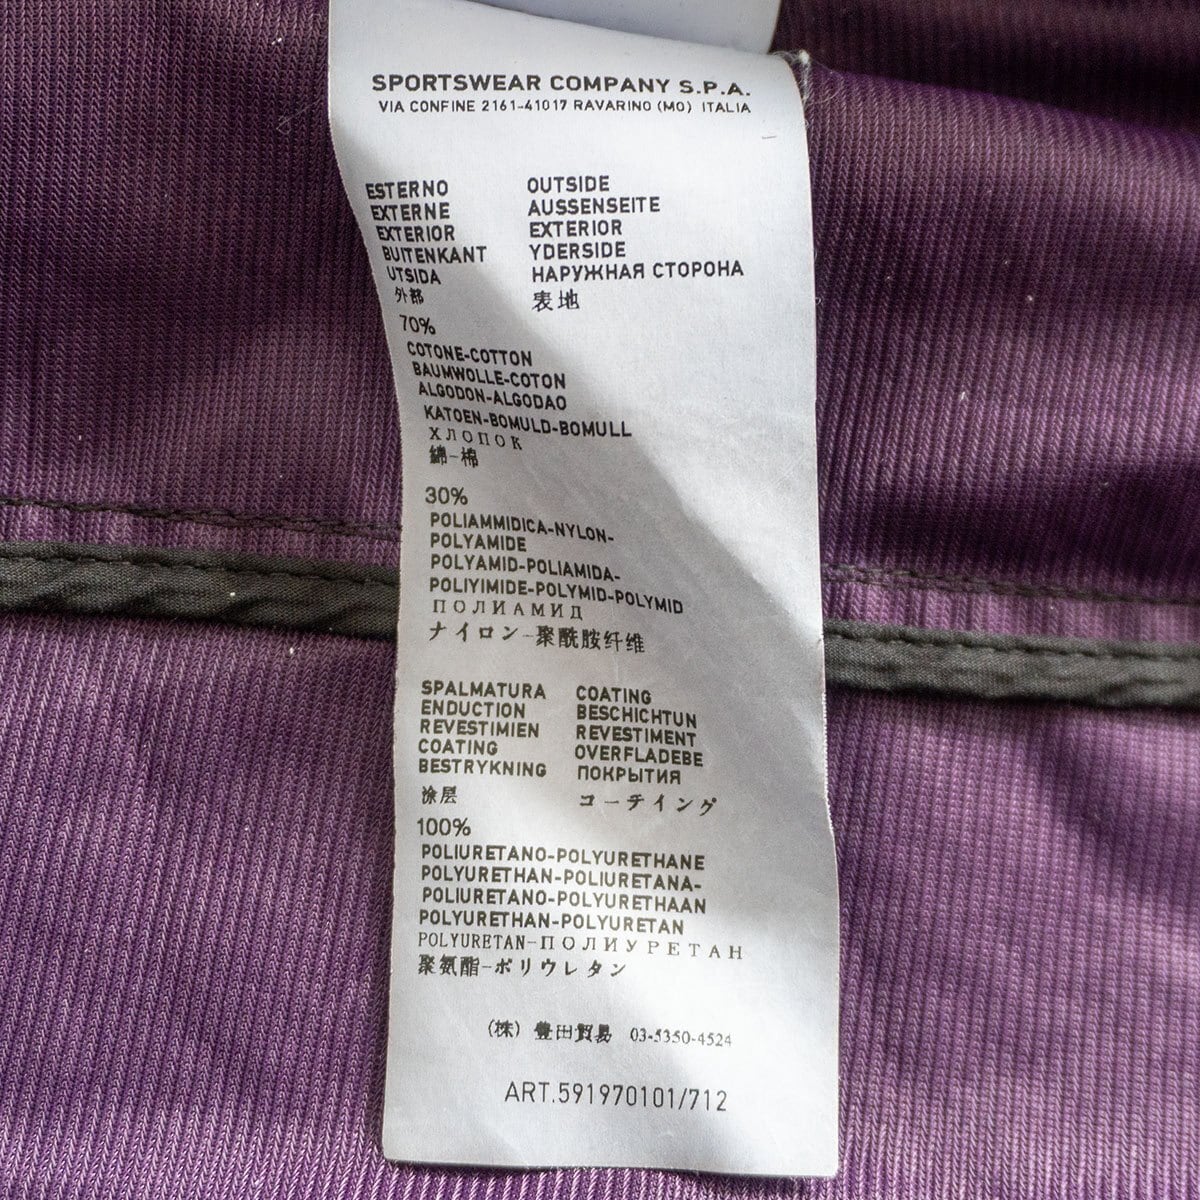 SPORTSWEAR COMPANY S.P.A.
VIA CONFINE 2161-41017 RAVARINO (MO) ITALIA
ESTERNO OUTSIDE
EXTERNE AUSSENSEITE
EXTERIOR EXTERIOR
BUITENKANT YDERSIDE
UTSIDA НАРУЖНАЯ СТОРОНА
外部 表地
70%
COTONE-COTTON
BAUMWOLLE-COTON
ALGODON-ALGODAO
KATOEN-BOMULD-BOMULL
ХЛОПОК
綿-棉
30%
POLIAMMIDICA-NYLON-
POLYAMIDE
POLYAMID-POLIAMIDA-
POLIYIMIDE-POLYMID-POLYMID
ПОЛИАМИД
ナイロン-聚酰胺纤维
SPALMATURA COATING
ENDUCTION BESCHICHTUN
REVESTIMIEN REVESTIMENT
COATING OVERFLADEBE
BESTRYKNING ПОКРЫТИЯ
涂层 コーテイング
100%
POLIURETANO-POLYURETHANE
POLYURETHAN-POLIURETANA-
POLIURETANO-POLYURETHAAN
POLYURETHAN-POLYURETAN
POLYURETAN-ПОЛИУРЕТАН
聚氨酯-ポリウレタン
(株) 豊田貿易 03-5350-4524
ART.591970101/712